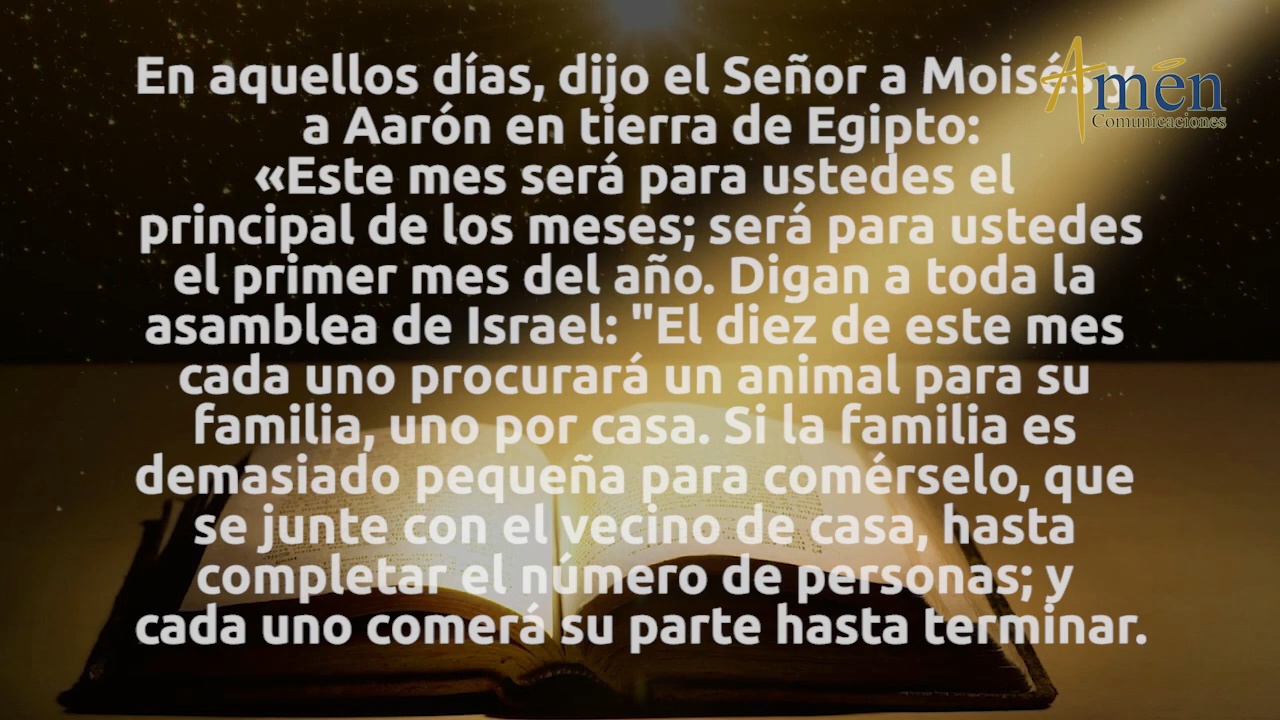 En aquellos días, dijo el Señor a Moisés y
a Aarón en tierra de Egipto:
«Este mes será para ustedes el
principal de los meses; será para ustedes
el primer mes del año. Digan a toda la
asamblea de Israel: "El diez de este mes
cada uno procurará un animal para su
familia, uno por casa. Si la familia es
demasiado pequeña para comérselo, que
se junte con el vecino de casa, hasta
completar el número de personas; y
cada uno comerá su parte hasta terminar.
Amén
Comunicaciones